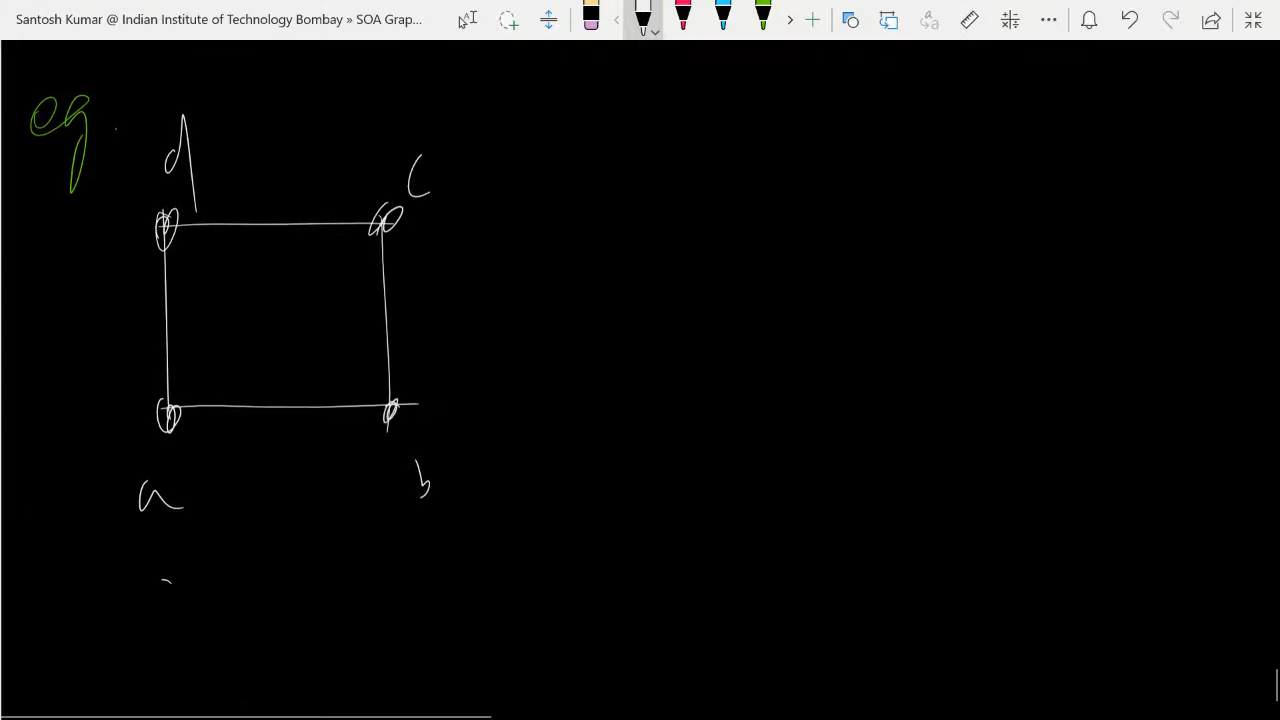 Santosh Kumar @ Indian Institute of Technology Bombay » SOA Grap...
eg.
d
c
a
b